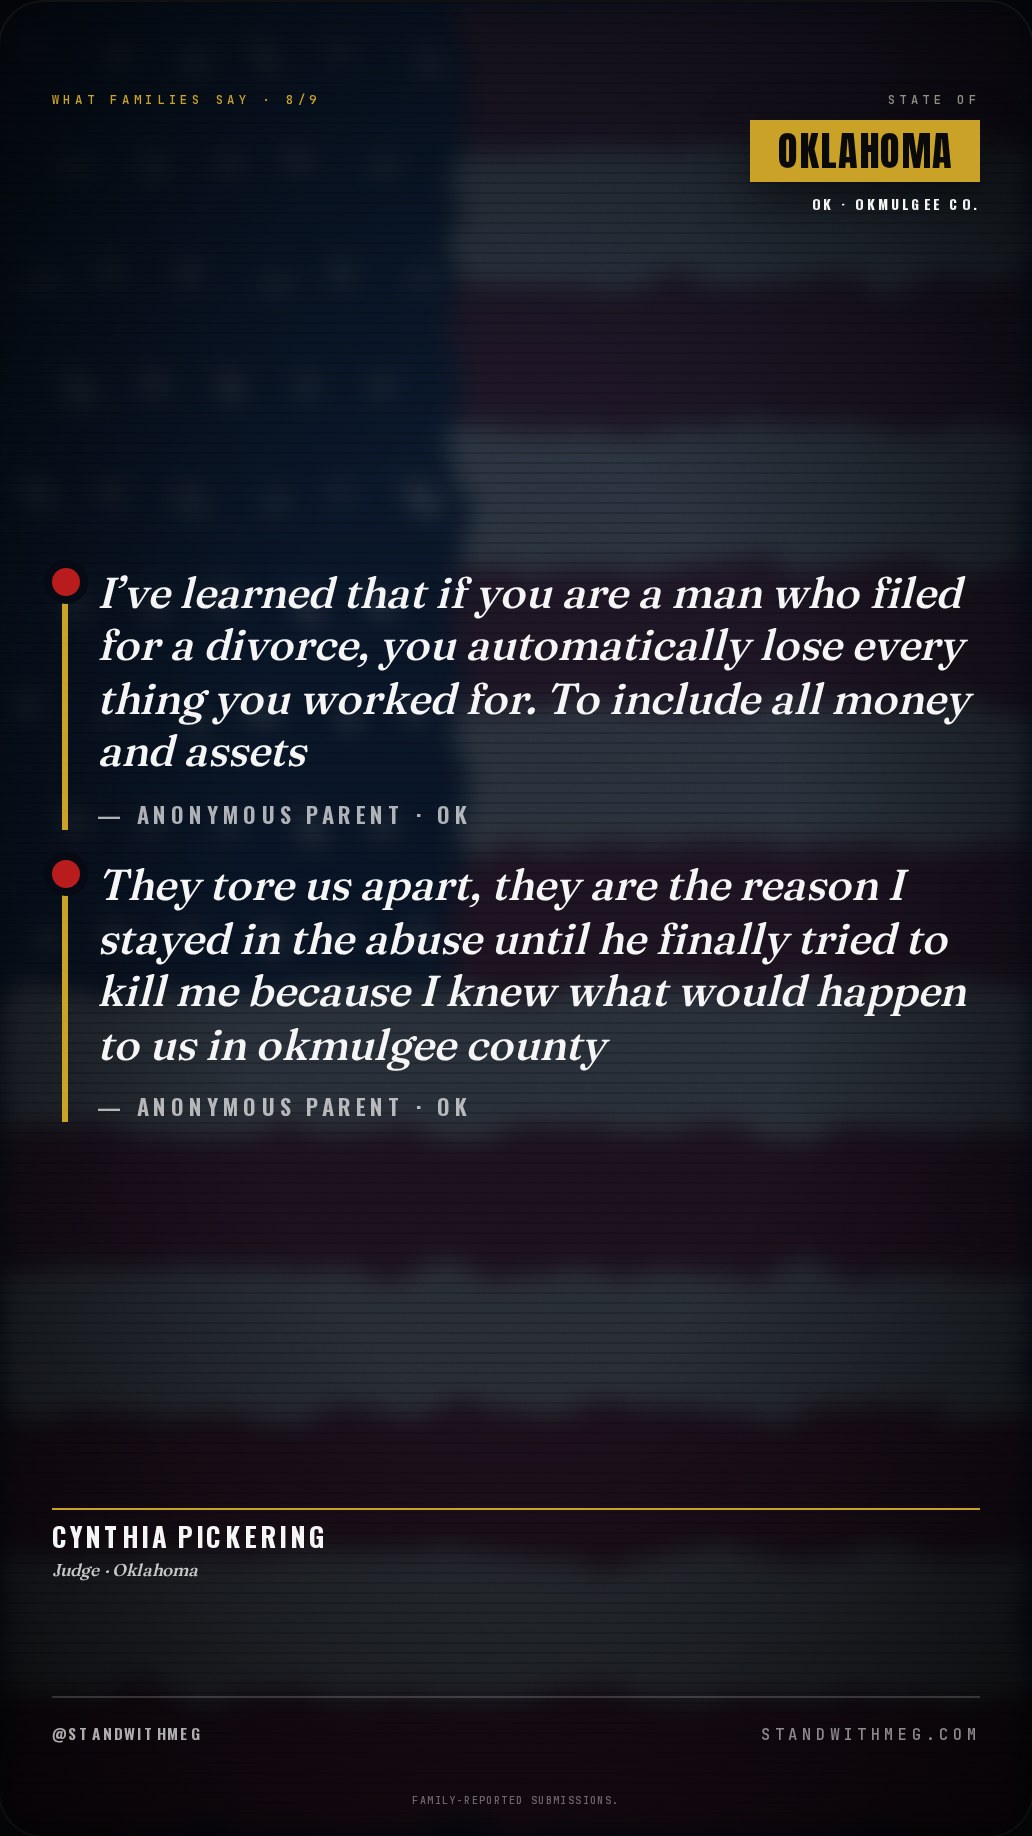 WHAT FAMILIES SAY · 8/9
STATE OF
OKLAHOMA
OK · OKMULGEE CO.
I’ve learned that if you are a man who filed
for a divorce, you automatically lose every
thing you worked for. To include all money
and assets
— ANONYMOUS PARENT · OK
They tore us apart, they are the reason I
stayed in the abuse until he finally tried to
kill me because I knew what would happen
to us in okmulgee county
— ANONYMOUS PARENT · OK
CYNTHIA PICKERING
Judge · Oklahoma
@STANDWITHMEG
STANDWITHMEG.COM
FAMILY-REPORTED SUBMISSIONS.